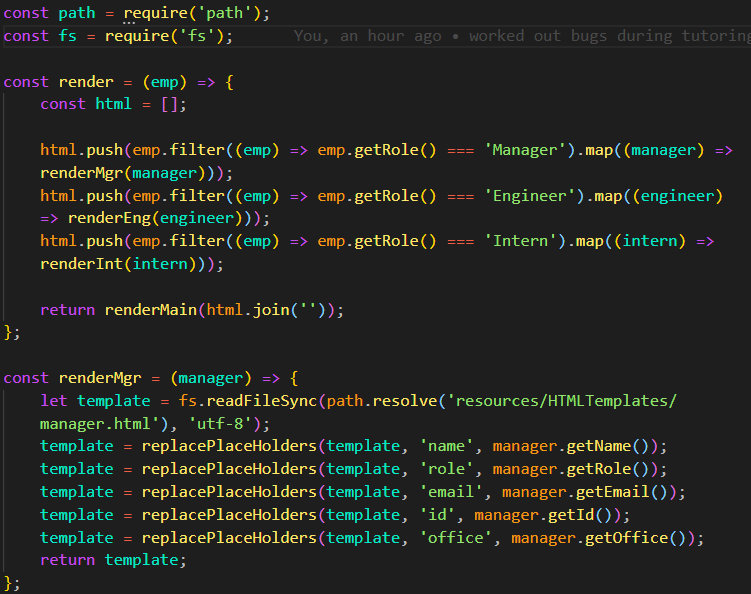 const path = require('path');
const fs = require('fs');      You, an hour ago • worked out bugs during tutoring
const render = (emp) => {
    const html = [];
    html.push(emp.filter((emp) => emp.getRole() === 'Manager').map((manager) =>
    renderMgr(manager)));
    html.push(emp.filter((emp) => emp.getRole() === 'Engineer').map((engineer)
    => renderEng(engineer)));
    html.push(emp.filter((emp) => emp.getRole() === 'Intern').map((intern) =>
    renderInt(intern)));
    return renderMain(html.join(''));
};
const renderMgr = (manager) => {
    let template = fs.readFileSync(path.resolve('resources/HTMLTemplates/
    manager.html'), 'utf-8');
    template = replacePlaceHolders(template, 'name', manager.getName());
    template = replacePlaceHolders(template, 'role', manager.getRole());
    template = replacePlaceHolders(template, 'email', manager.getEmail());
    template = replacePlaceHolders(template, 'id', manager.getId());
    template = replacePlaceHolders(template, 'office', manager.getOffice());
    return template;
};